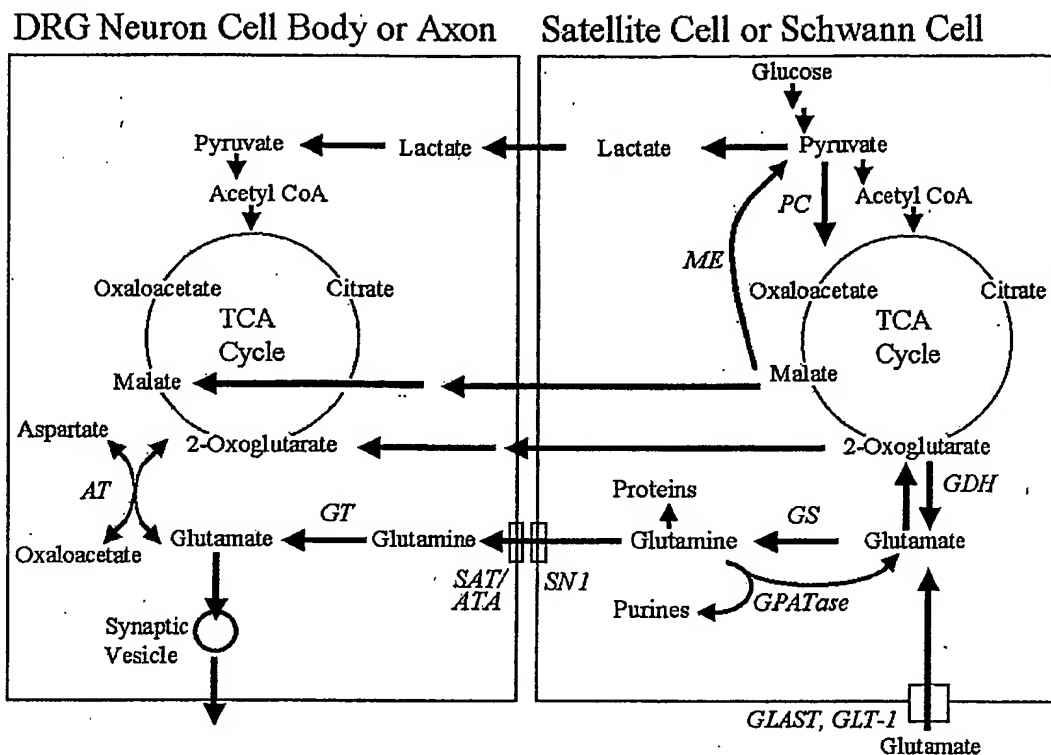 DRG Neuron Cell Body or Axon
Satellite Cell or Schwann Cell
Pyruvate
Lactate
Acetyl CoA
Oxaloacetate
Citrate
TCA
Cycle
Malate
Aspartate
2-Oxoglutarate
AT
GT
Oxaloacetate
Glutamate
Glutamine
SAT/
ATA
Synaptic
Vesicle
Glucose
Lactate
Pyruvate
PC
Acetyl CoA
ME
Oxaloacetate
Citrate
TCA
Cycle
Malate
2-Oxoglutarate
GDH
Proteins
GS
Glutamine
Glutamate
SN1
Purines
GPATase
GLAST, GLT-1
Glutamate